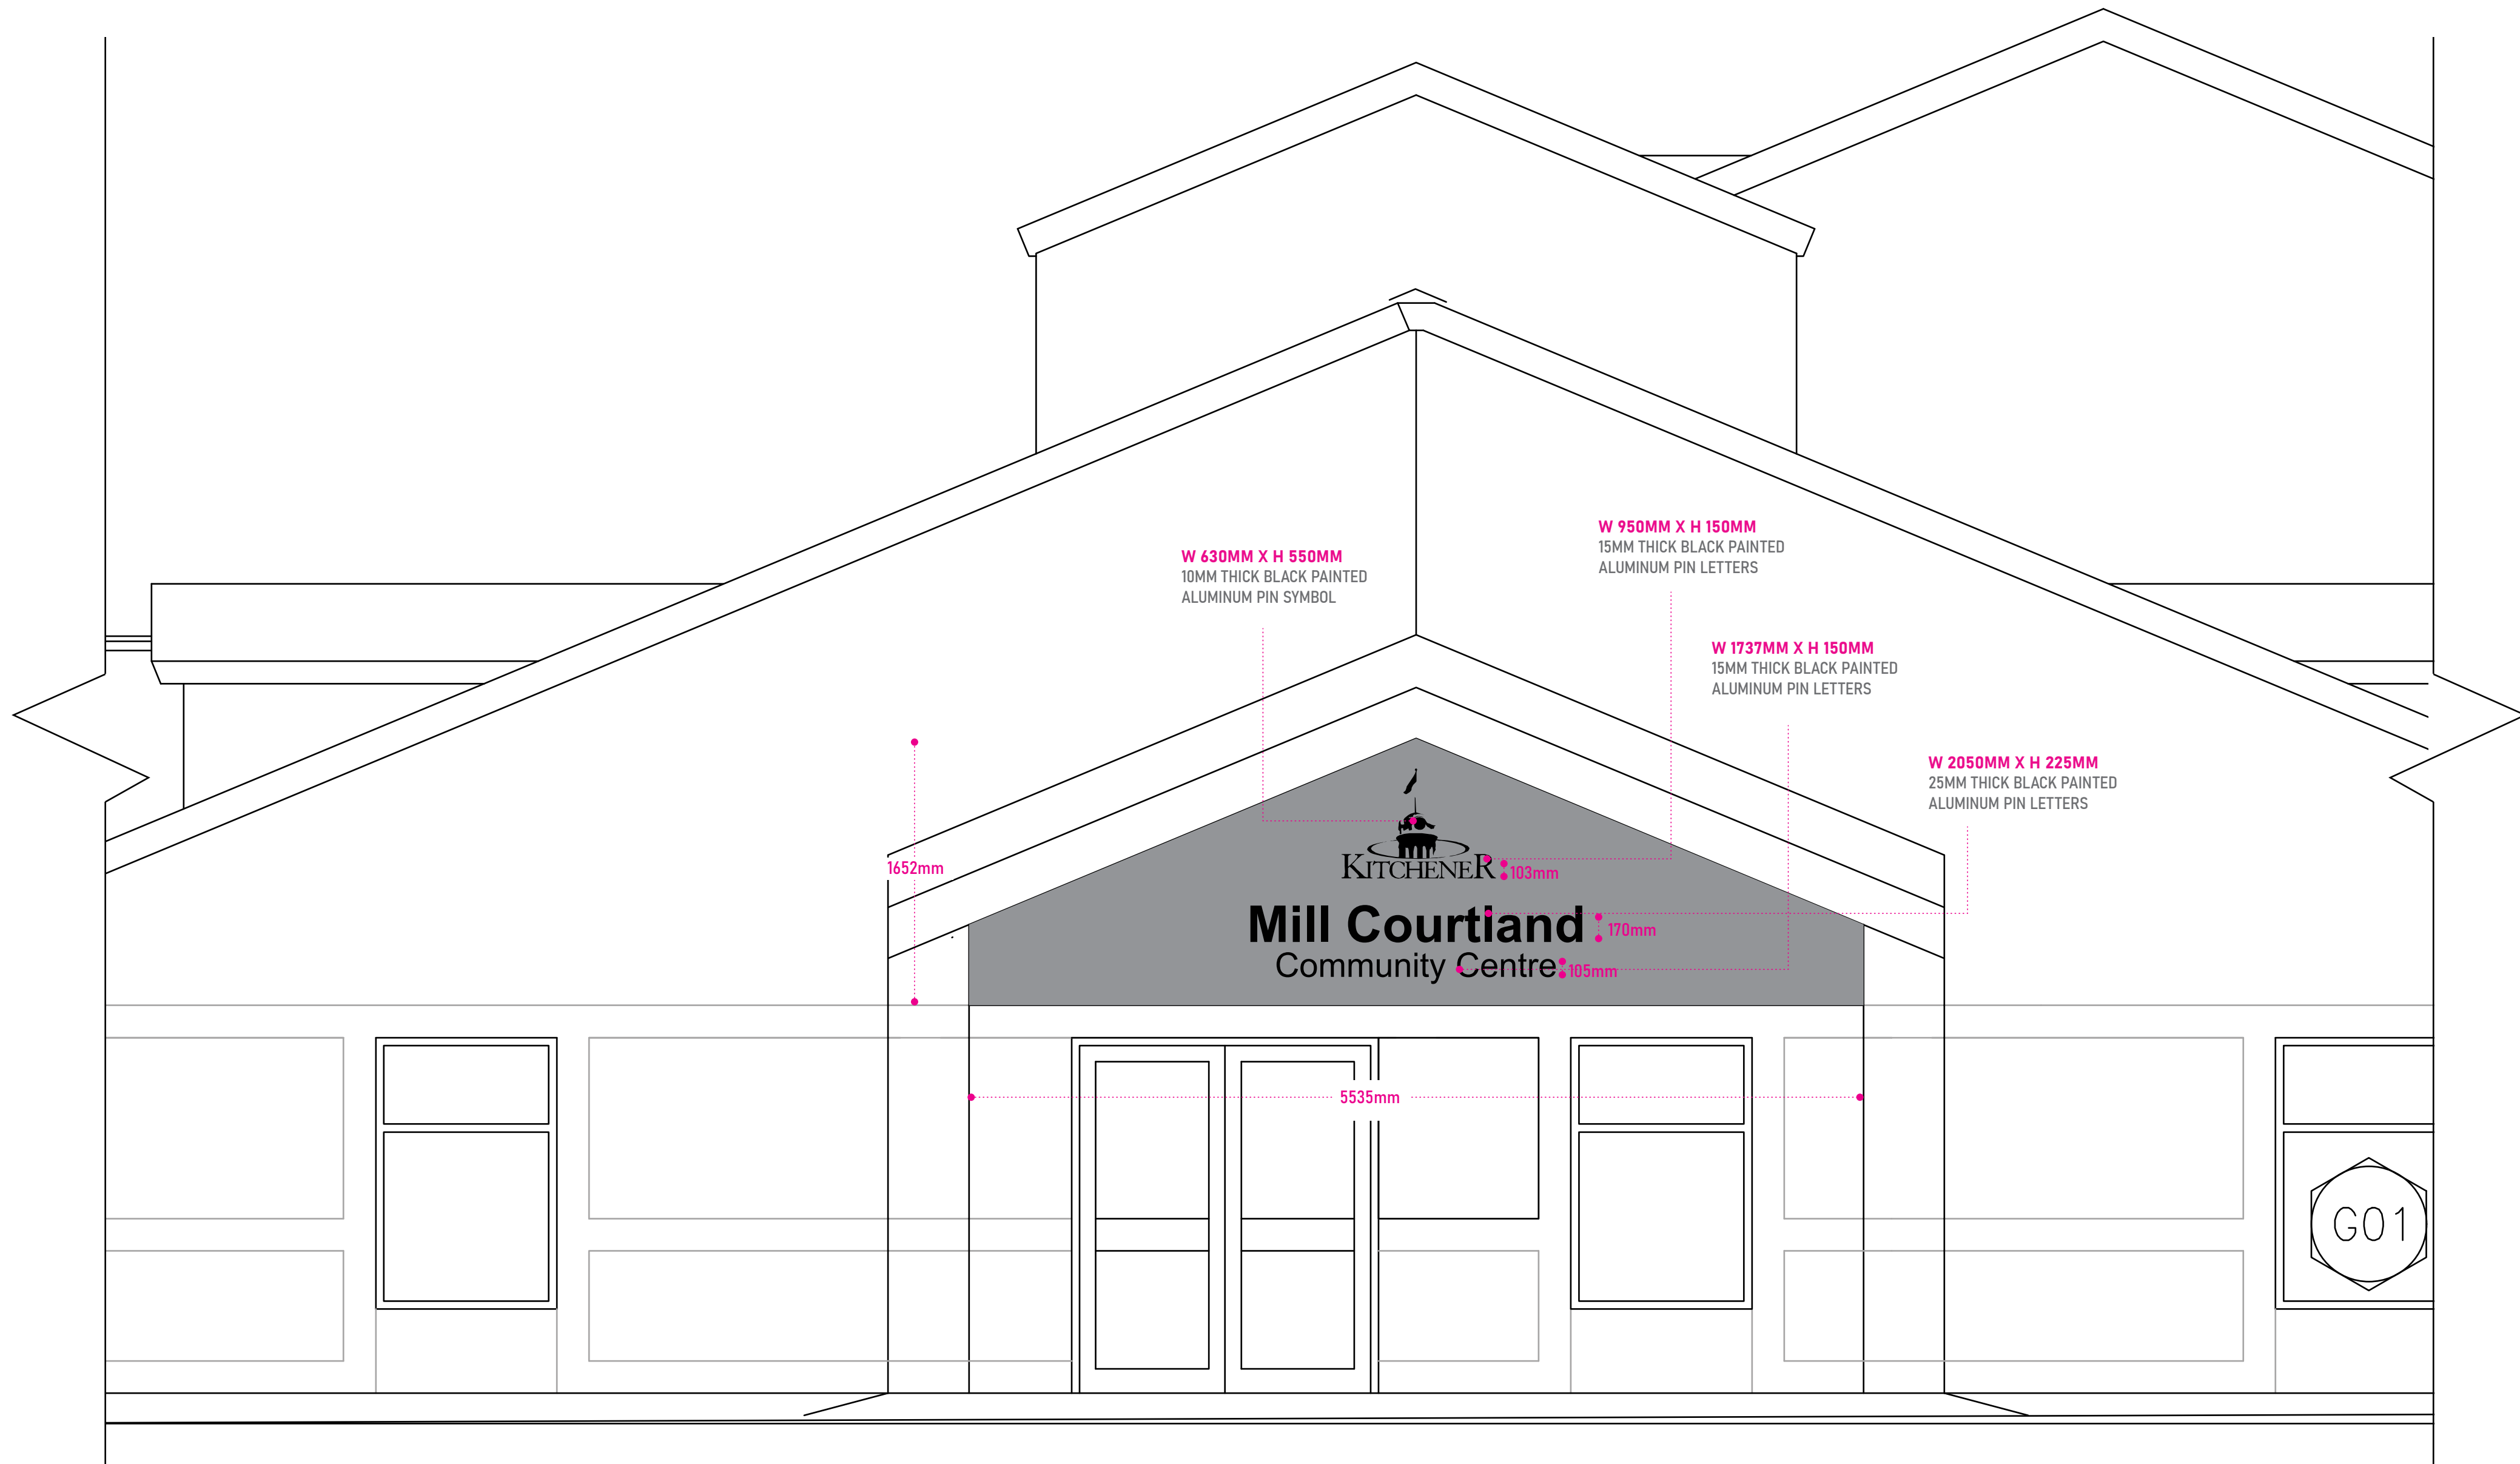 W 950MM X H 150MM
15MM THICK BLACK PAINTED
ALUMINUM PIN LETTERS
W 630MM X H 550MM
10MM THICK BLACK PAINTED
ALUMINUM PIN SYMBOL
W 1737MM X H 150MM
15MM THICK BLACK PAINTED
ALUMINUM PIN LETTERS
W 2050MM X H 225MM
25MM THICK BLACK PAINTED
ALUMINUM PIN LETTERS
1652mm
KITCHENER
103mm
Mill Courtland
170mm
Community Centre
105mm
5535mm
G01